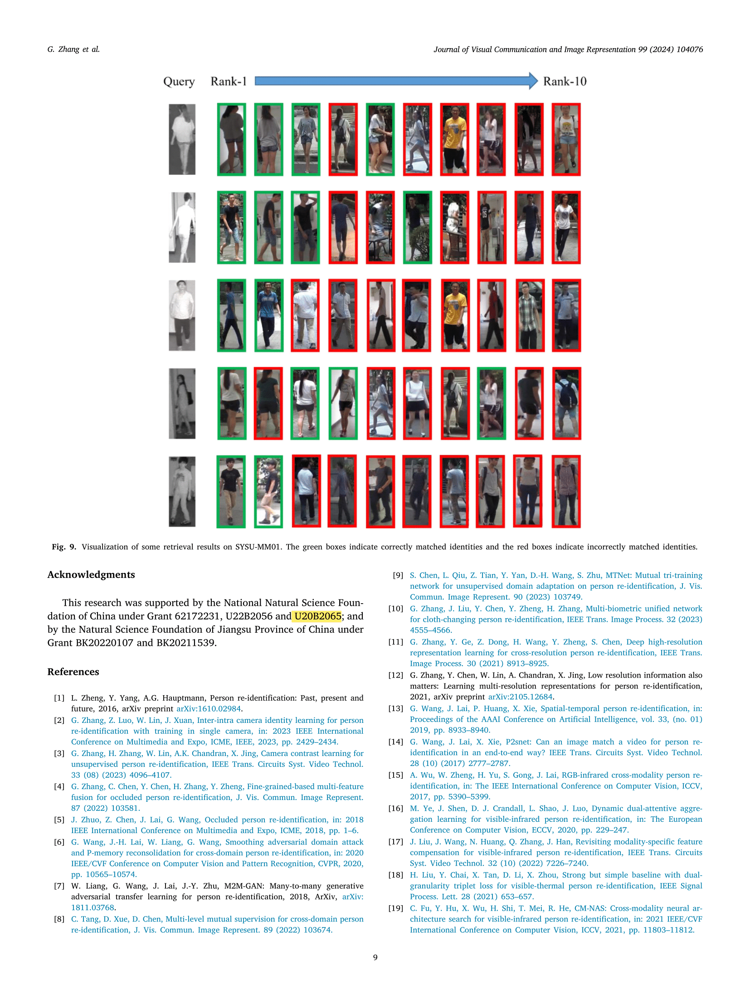 G. Zhang et al.
Journal of Visual Communication and Image Representation 99 (2024) 104076
Query Rank-1 Rank-10
Fig. 9. Visualization of some retrieval results on SYSU-MM01. The green boxes indicate correctly matched identities and the red boxes indicate incorrectly matched identities.
Acknowledgments
This research was supported by the National Natural Science Foun-
dation of China under Grant 62172231, U22B2056 and U20B2065; and
by the Natural Science Foundation of Jiangsu Province of China under
Grant BK20220107 and BK20211539.
References
[1] L. Zheng, Y. Yang, A.G. Hauptmann, Person re-identification: Past, present and
future, 2016, arXiv preprint arXiv:1610.02984.
[2] G. Zhang, Z. Luo, W. Lin, J. Xuan, Inter-intra camera identity learning for person
re-identification with training in single camera, in: 2023 IEEE International
Conference on Multimedia and Expo, ICME, IEEE, 2023, pp. 2429–2434.
[3] G. Zhang, H. Zhang, W. Lin, A.K. Chandran, X. Jing, Camera contrast learning for
unsupervised person re-identification, IEEE Trans. Circuits Syst. Video Technol.
33 (08) (2023) 4096–4107.
[4] G. Zhang, C. Chen, Y. Chen, H. Zhang, Y. Zheng, Fine-grained-based multi-feature
fusion for occluded person re-identification, J. Vis. Commun. Image Represent.
87 (2022) 103581.
[5] J. Zhuo, Z. Chen, J. Lai, G. Wang, Occluded person re-identification, in: 2018
IEEE International Conference on Multimedia and Expo, ICME, 2018, pp. 1–6.
[6] G. Wang, J.-H. Lai, W. Liang, G. Wang, Smoothing adversarial domain attack
and P-memory reconsolidation for cross-domain person re-identification, in: 2020
IEEE/CVF Conference on Computer Vision and Pattern Recognition, CVPR, 2020,
pp. 10565–10574.
[7] W. Liang, G. Wang, J. Lai, J.-Y. Zhu, M2M-GAN: Many-to-many generative
adversarial transfer learning for person re-identification, 2018, ArXiv, arXiv:
1811.03768.
[8] C. Tang, D. Xue, D. Chen, Multi-level mutual supervision for cross-domain person
re-identification, J. Vis. Commun. Image Represent. 89 (2022) 103674.
[9] S. Chen, L. Qiu, Z. Tian, Y. Yan, D.-H. Wang, S. Zhu, MTNet: Mutual tri-training
network for unsupervised domain adaptation on person re-identification, J. Vis.
Commun. Image Represent. 90 (2023) 103749.
[10] G. Zhang, J. Liu, Y. Chen, Y. Zheng, H. Zhang, Multi-biometric unified network
for cloth-changing person re-identification, IEEE Trans. Image Process. 32 (2023)
4555–4566.
[11] G. Zhang, Y. Ge, Z. Dong, H. Wang, Y. Zheng, S. Chen, Deep high-resolution
representation learning for cross-resolution person re-identification, IEEE Trans.
Image Process. 30 (2021) 8913–8925.
[12] G. Zhang, Y. Chen, W. Lin, A. Chandran, X. Jing, Low resolution information also
matters: Learning multi-resolution representations for person re-identification,
2021, arXiv preprint arXiv:2105.12684.
[13] G. Wang, J. Lai, P. Huang, X. Xie, Spatial-temporal person re-identification, in:
Proceedings of the AAAI Conference on Artificial Intelligence, vol. 33, (no. 01)
2019, pp. 8933–8940.
[14] G. Wang, J. Lai, X. Xie, P2snet: Can an image match a video for person re-
identification in an end-to-end way? IEEE Trans. Circuits Syst. Video Technol.
28 (10) (2017) 2777–2787.
[15] A. Wu, W. Zheng, H. Yu, S. Gong, J. Lai, RGB-infrared cross-modality person re-
identification, in: The IEEE International Conference on Computer Vision, ICCV,
2017, pp. 5390–5399.
[16] M. Ye, J. Shen, D. J. Crandall, L. Shao, J. Luo, Dynamic dual-attentive aggre-
gation learning for visible-infrared person re-identification, in: The European
Conference on Computer Vision, ECCV, 2020, pp. 229–247.
[17] J. Liu, J. Wang, N. Huang, Q. Zhang, J. Han, Revisiting modality-specific feature
compensation for visible-infrared person re-identification, IEEE Trans. Circuits
Syst. Video Technol. 32 (10) (2022) 7226–7240.
[18] H. Liu, Y. Chai, X. Tan, D. Li, X. Zhou, Strong but simple baseline with dual-
granularity triplet loss for visible-thermal person re-identification, IEEE Signal
Process. Lett. 28 (2021) 653–657.
[19] C. Fu, Y. Hu, X. Wu, H. Shi, T. Mei, R. He, CM-NAS: Cross-modality neural ar-
chitecture search for visible-infrared person re-identification, in: 2021 IEEE/CVF
International Conference on Computer Vision, ICCV, 2021, pp. 11803–11812.
9